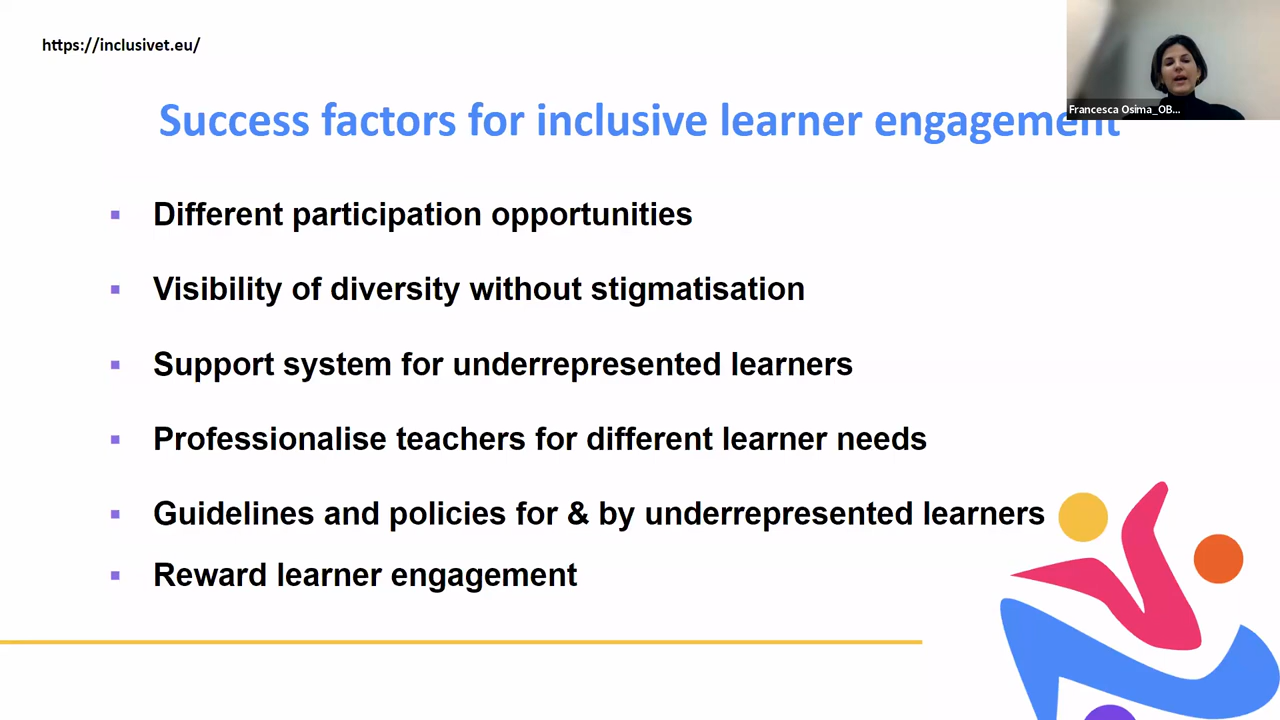 https://inclusivet.eu/
Francesca Osima_OB...
Success factors for inclusive learner engagement
Different participation opportunities
Visibility of diversity without stigmatisation
Support system for underrepresented learners
Professionalise teachers for different learner needs
Guidelines and policies for & by underrepresented learners
Reward learner engagement